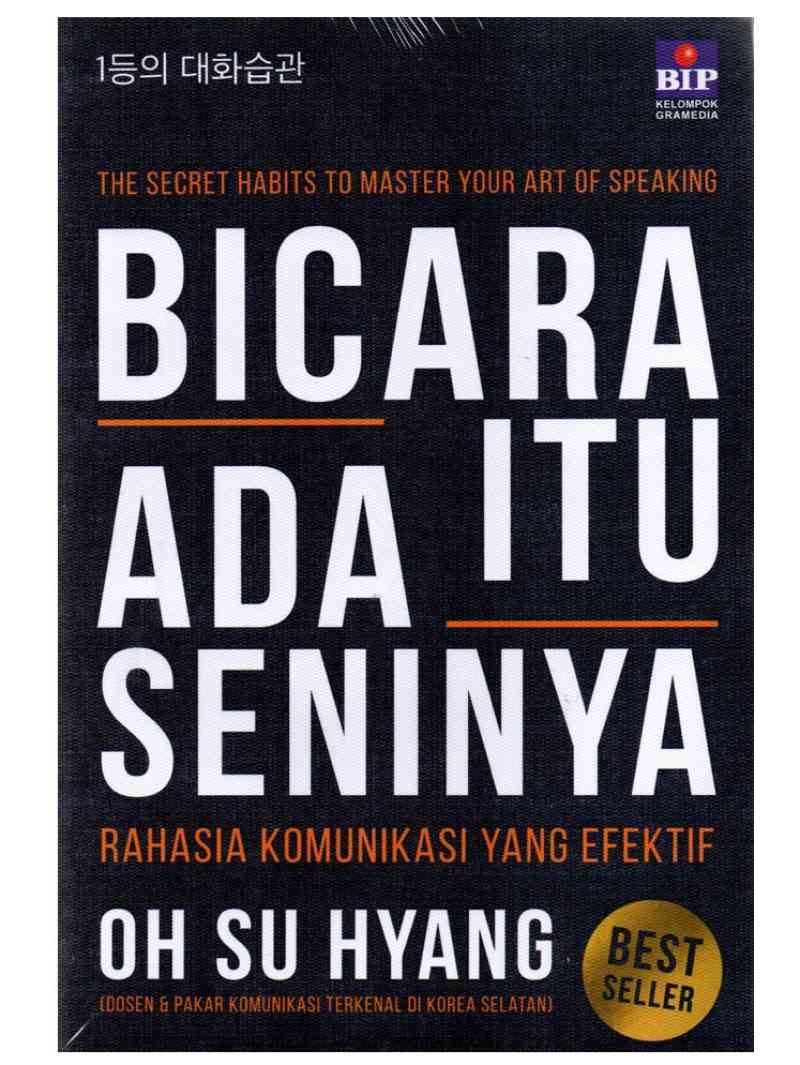 1등의 대화습관
BIP
KELOMPOK
GRAMEDIA
THE SECRET HABITS TO MASTER YOUR ART OF SPEAKING
BICARA
ITU
ADA
SENINYA
RAHASIA KOMUNIKASI YANG EFEKTIF
OH SU HYANG
(DOSEN & PAKAR KOMUNIKASI TERKENAL DI KOREA SELATAN)
BEST
SELLER